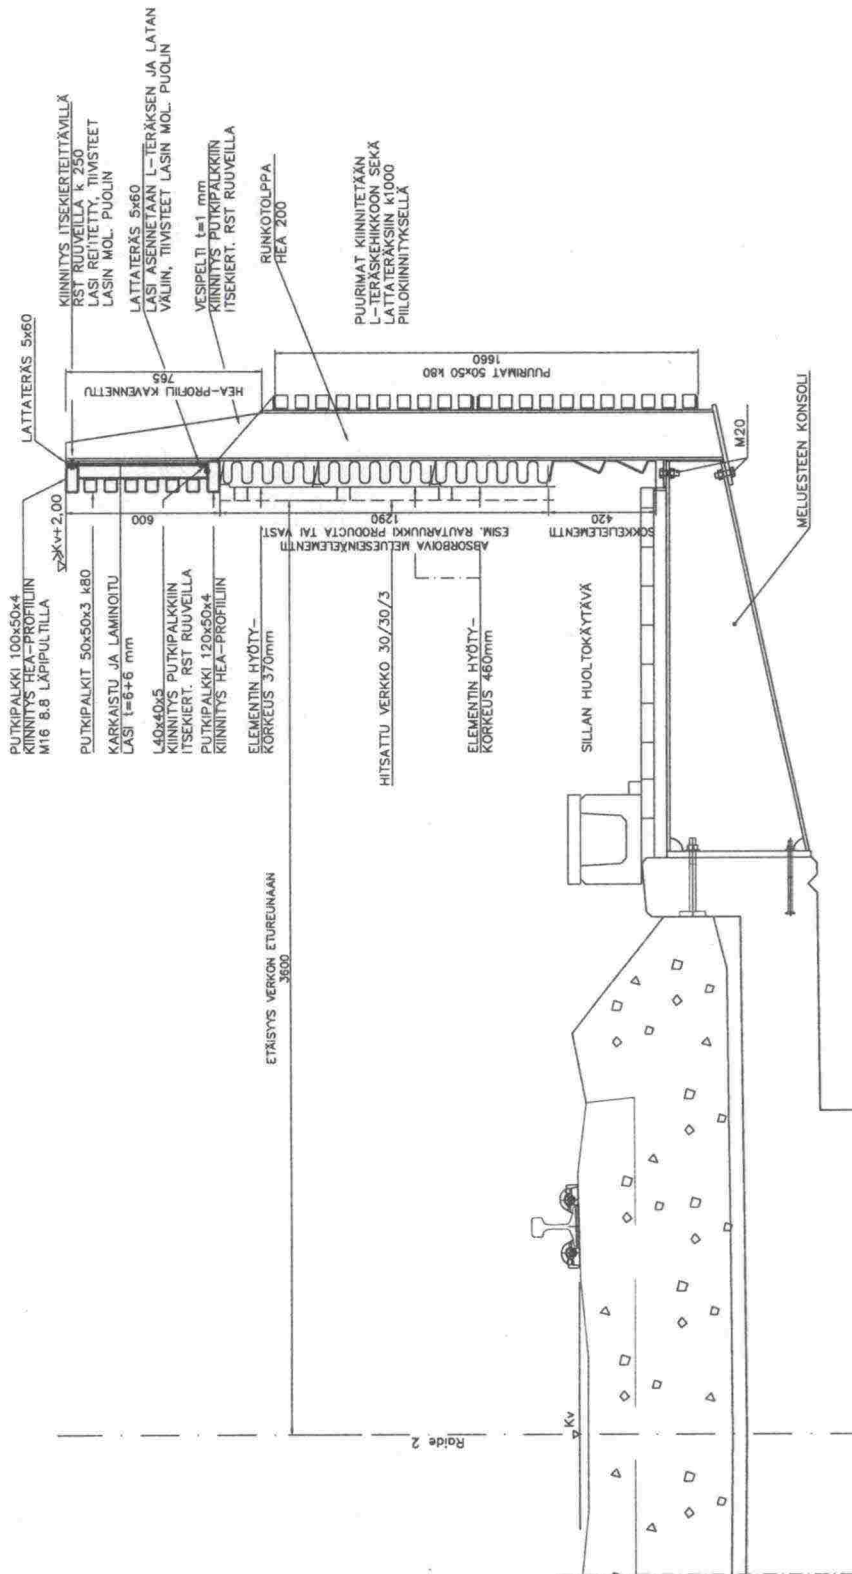 LATTATERÄS 5x60
KIINNITYS ITSEKIERTEITTÄVILLÄ
RST RUUVEILLA k 250
LASI REI'ITETTY, TIIVISTEET
LASIN MOL. PUOLIN
LATTATERÄS 5x60
LASI ASENNETAAN L-TERÄKSEN JA LATAN
VÄLIIN, TIIVISTEET LASIN MOL. PUOLIN
VESIPELTI t=1 mm
KIINNITYS PUTKIPALKKIIN
ITSEKIERT. RST RUUVEILLA
RUNKOTOLPPA
HEA 200
PUURIMAT KIINNITETÄÄN
L-TERÄSKEHIKKOON SEKÄ
LATTATERÄKSIIN k1000
PIILOKIINNITYKSELLÄ
HEA-PROFIILI KAVENNETTU
765
PUURIMAT 50x50 k80
1660
PUTKIPALKKI 100x50x4
KIINNITYS HEA-PROFIILIIN
M16 8.8 LÄPIPULTILLA
Kv+2,00
PUTKIPALKIT 50x50x3 k80
KARKAISTU JA LAMINOITU
LASI t=6+6 mm
L40x40x5
KIINNITYS PUTKIPALKKIIN
ITSEKIERT. RST RUUVEILLA
PUTKIPALKKI 120x50x4
KIINNITYS HEA-PROFIILIIN
ELEMENTIN HYÖTY-
KORKEUS 370mm
HITSATTU VERKKO 30/30/3
ELEMENTIN HYÖTY-
KORKEUS 460mm
600
1290
ABSORBOIVA MELUESEINÄELEMENTTI
ESIM. RAUTARUUKKI PRODUCTA TAI VAST.
420
SOKKELIELEMENTTI
M20
MELUESTEEN KONSOLI
SILLAN HUOLTOKÄYTÄVÄ
ETÄISYYS VERKON ETUREUNAAN
3600
Raide 2
Kv